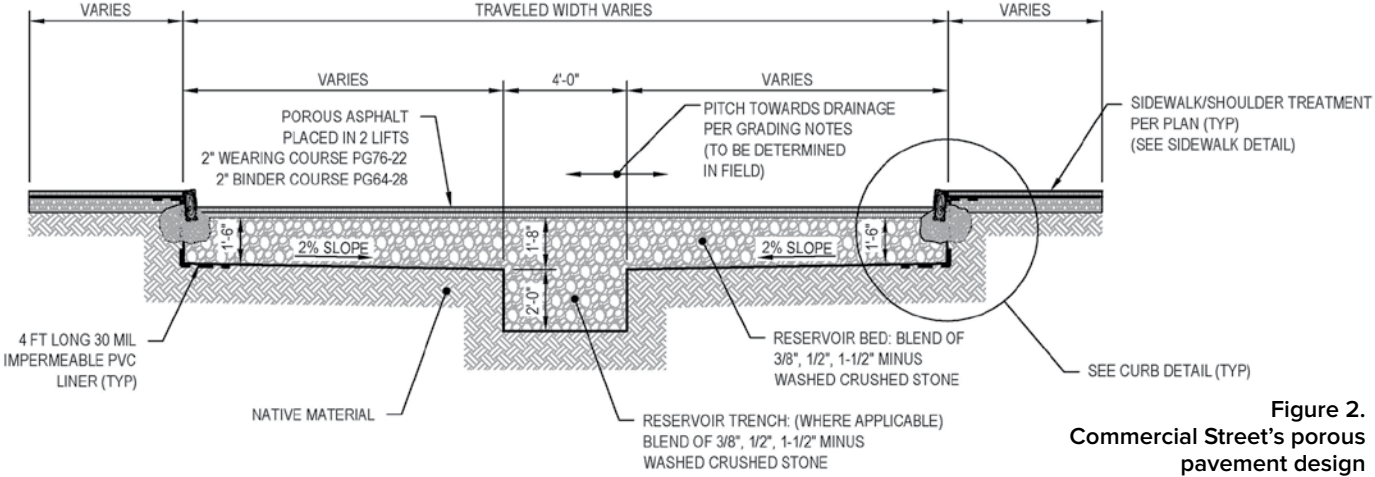 VARIES
TRAVELED WIDTH VARIES
VARIES
VARIES
4'-0"
VARIES
POROUS ASPHALT
PLACED IN 2 LIFTS
2" WEARING COURSE PG76-22
2" BINDER COURSE PG64-28
PITCH TOWARDS DRAINAGE
PER GRADING NOTES
(TO BE DETERMINED
IN FIELD)
SIDEWALK/SHOULDER TREATMENT
PER PLAN (TYP)
(SEE SIDEWALK DETAIL)
1'-6"
2% SLOPE
1'-8"
2'-0"
2% SLOPE
1'-6"
4 FT LONG 30 MIL
IMPERMEABLE PVC
LINER (TYP)
NATIVE MATERIAL
RESERVOIR BED: BLEND OF
3/8", 1/2", 1-1/2" MINUS
WASHED CRUSHED STONE
RESERVOIR TRENCH: (WHERE APPLICABLE)
BLEND OF 3/8", 1/2", 1-1/2" MINUS
WASHED CRUSHED STONE
SEE CURB DETAIL (TYP)
Figure 2.
Commercial Street's porous
pavement design